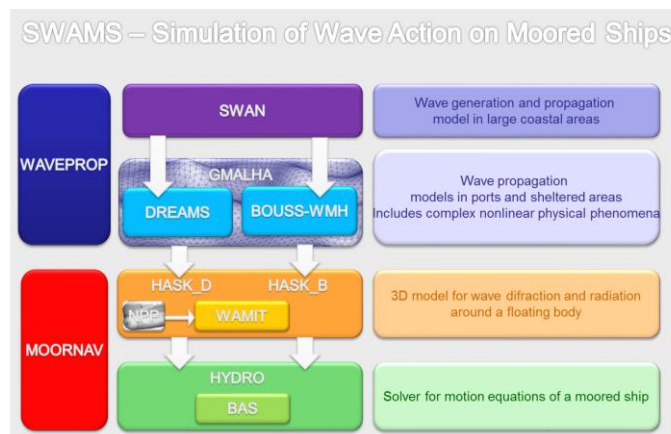 SWAMS – Simulation of Wave Action on Moored Ships
WAVEPROP
SWAN
Wave generation and propagation
model in large coastal areas
GMALHA
DREAMS
BOUSS-WMH
Wave propagation
models in ports and sheltered areas
Includes complex nonlinear physical phenomena
MOORNAV
HASK_D
HASK_B
NPP
WAMIT
3D model for wave difraction and radiation
around a floating body
HYDRO
BAS
Solver for motion equations of a moored ship